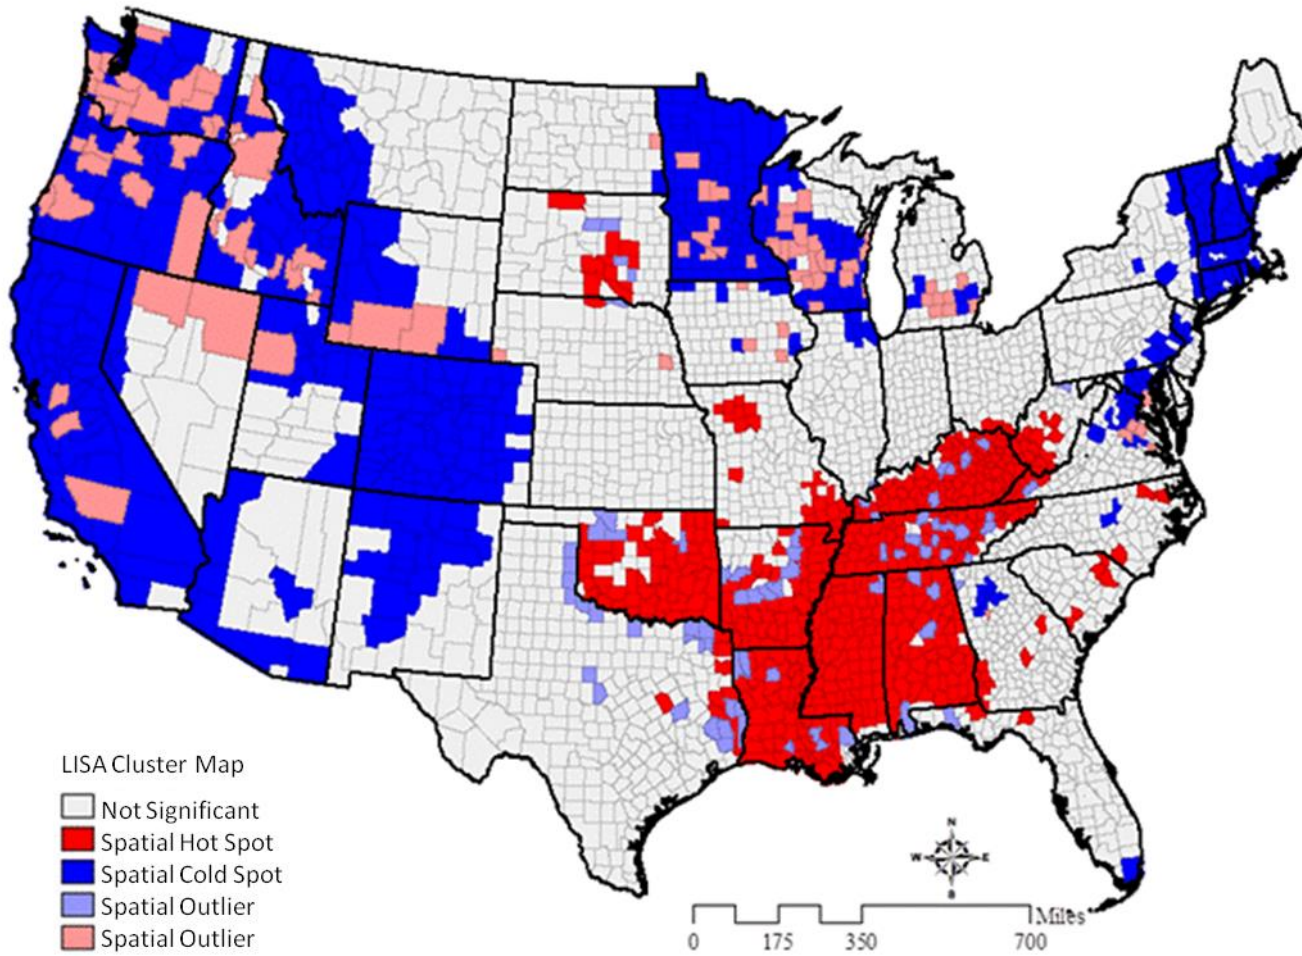 LISA Cluster Map
Not Significant
Spatial Hot Spot
Spatial Cold Spot
Spatial Outlier
Spatial Outlier
N
W E
S
Miles
0 175 350 700